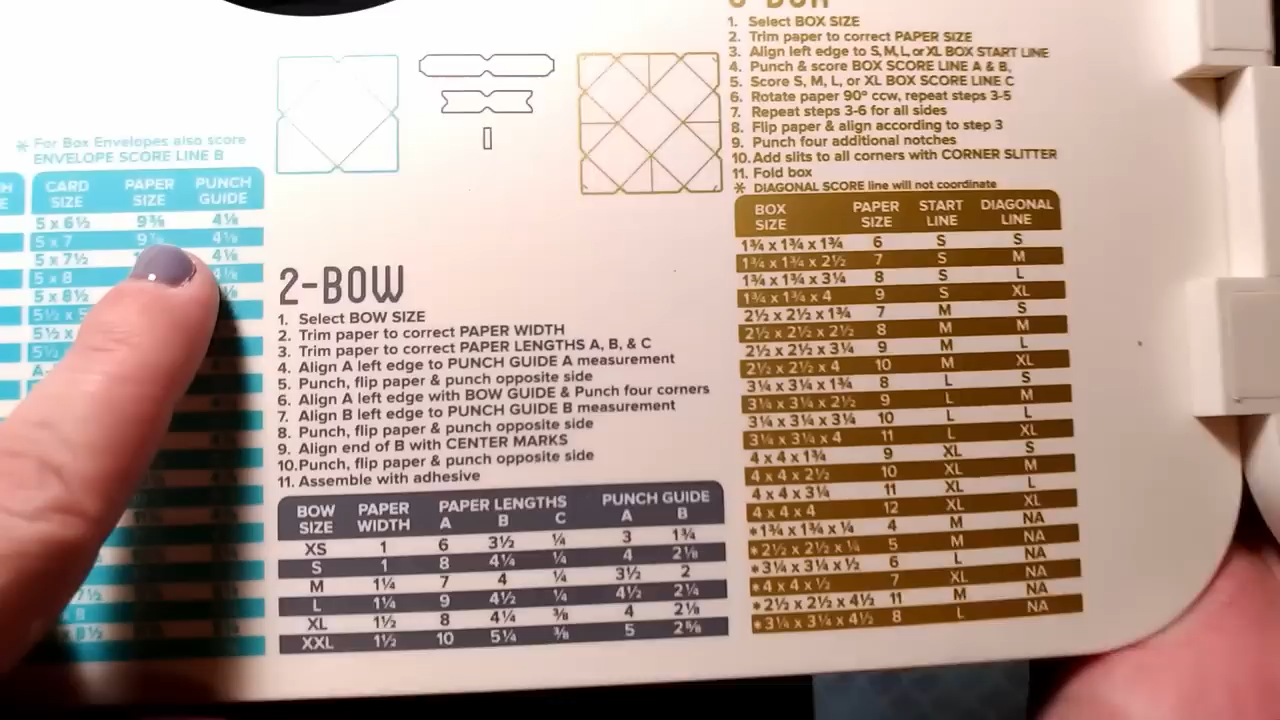 * For Box Envelopes also score
ENVELOPE SCORE LINE B
CARD SIZE PAPER SIZE PUNCH GUIDE
5 x 6½ 9⅜ 4⅛
5 x 7 4⅛
5 x 7½ 4⅛
5 x 8 4⅛
5 x 8½
2-BOW
1. Select BOW SIZE
2. Trim paper to correct PAPER WIDTH
3. Trim paper to correct PAPER LENGTHS A, B, & C
4. Align A left edge to PUNCH GUIDE A measurement
5. Punch, flip paper & punch opposite side
6. Align A left edge with BOW GUIDE & Punch four corners
7. Align B left edge to PUNCH GUIDE B measurement
8. Punch, flip paper & punch opposite side
9. Align end of B with CENTER MARKS
10. Punch, flip paper & punch opposite side
11. Assemble with adhesive
BOW SIZE PAPER WIDTH PAPER LENGTHS A B C PUNCH GUIDE A B
XS 1 6 3½ ¼ 3 1¾
S 1 8 4¼ ¼ 4 2⅛
M 1¼ 7 4 ¼ 3½ 2
L 1¼ 9 4½ ¼ 4½ 2¼
XL 1½ 8 4¼ ⅜ 4 2⅛
XXL 1½ 10 5¼ ⅜ 5 2⅝
1. Select BOX SIZE
2. Trim paper to correct PAPER SIZE
3. Align left edge to S, M, L, or XL BOX START LINE
4. Punch & score BOX SCORE LINE A & B,
5. Score S, M, L, or XL BOX SCORE LINE C
6. Rotate paper 90° ccw, repeat steps 3-5
7. Repeat steps 3-6 for all sides
8. Flip paper & align according to step 3
9. Punch four additional notches
10. Add slits to all corners with CORNER SLITTER
11. Fold box
* DIAGONAL SCORE line will not coordinate
BOX SIZE PAPER SIZE START LINE DIAGONAL LINE
1¾ x 1¾ x 1¾ 6 S S
1¾ x 1¾ x 2½ 7 S M
1¾ x 1¾ x 3¼ 8 S L
1¾ x 1¾ x 4 9 S XL
2½ x 2½ x 1¾ 7 M S
2½ x 2½ x 2½ 8 M M
2½ x 2½ x 3¼ 9 M L
2½ x 2½ x 4 10 M XL
3¼ x 3¼ x 1¾ 8 L S
3¼ x 3¼ x 2½ 9 L M
3¼ x 3¼ x 3¼ 10 L L
3¼ x 3¼ x 4 11 L XL
4 x 4 x 1¾ 9 XL S
4 x 4 x 2½ 10 XL M
4 x 4 x 3¼ 11 XL L
4 x 4 x 4 12 XL XL
*1¾ x 1¾ x ¼ 4 M NA
*2½ x 2½ x ¼ 5 M NA
*3¼ x 3¼ x ½ 6 L NA
*4 x 4 x ½ 7 XL NA
*2½ x 2½ x 4½ 11 M NA
*3¼ x 3¼ x 4½ 8 L NA